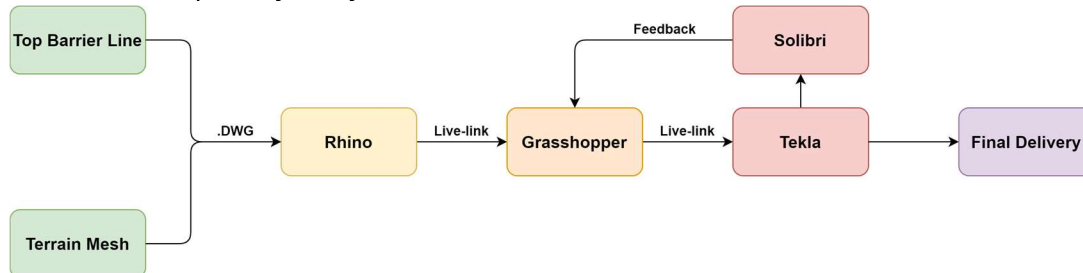 Top Barrier Line
Feedback
Solibri
.DWG
Rhino
Live-link
Grasshopper
Live-link
Tekla
Final Delivery
Terrain Mesh